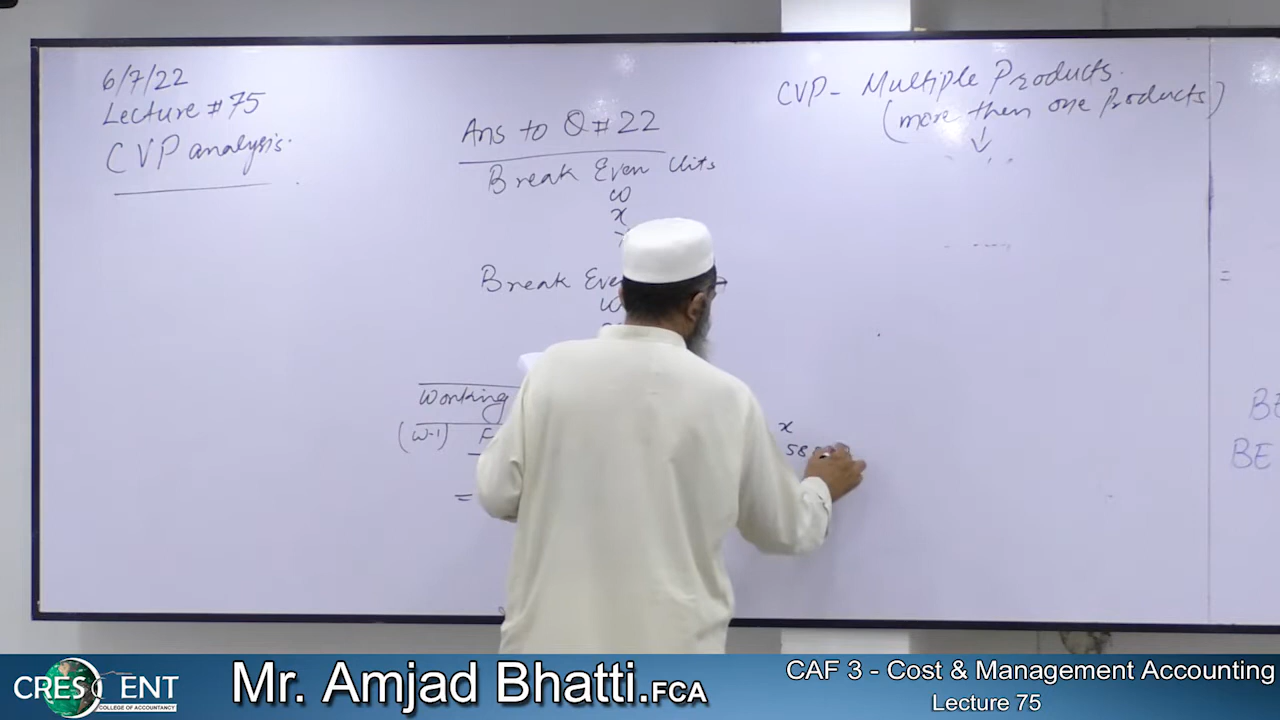 6/7/22
Lecture #75
CVP analysis.
Ans to Q#22
Break Even Uits
W
x
Break Eve
W
Working
(W-1) F
=
CVP- Multiple Products.
(more then one Products)
x
58
=
BE
BE
CRESCENT
COLLEGE OF ACCOUNTANCY
Mr. Amjad Bhatti.FCA
CAF 3 - Cost & Management Accounting
Lecture 75